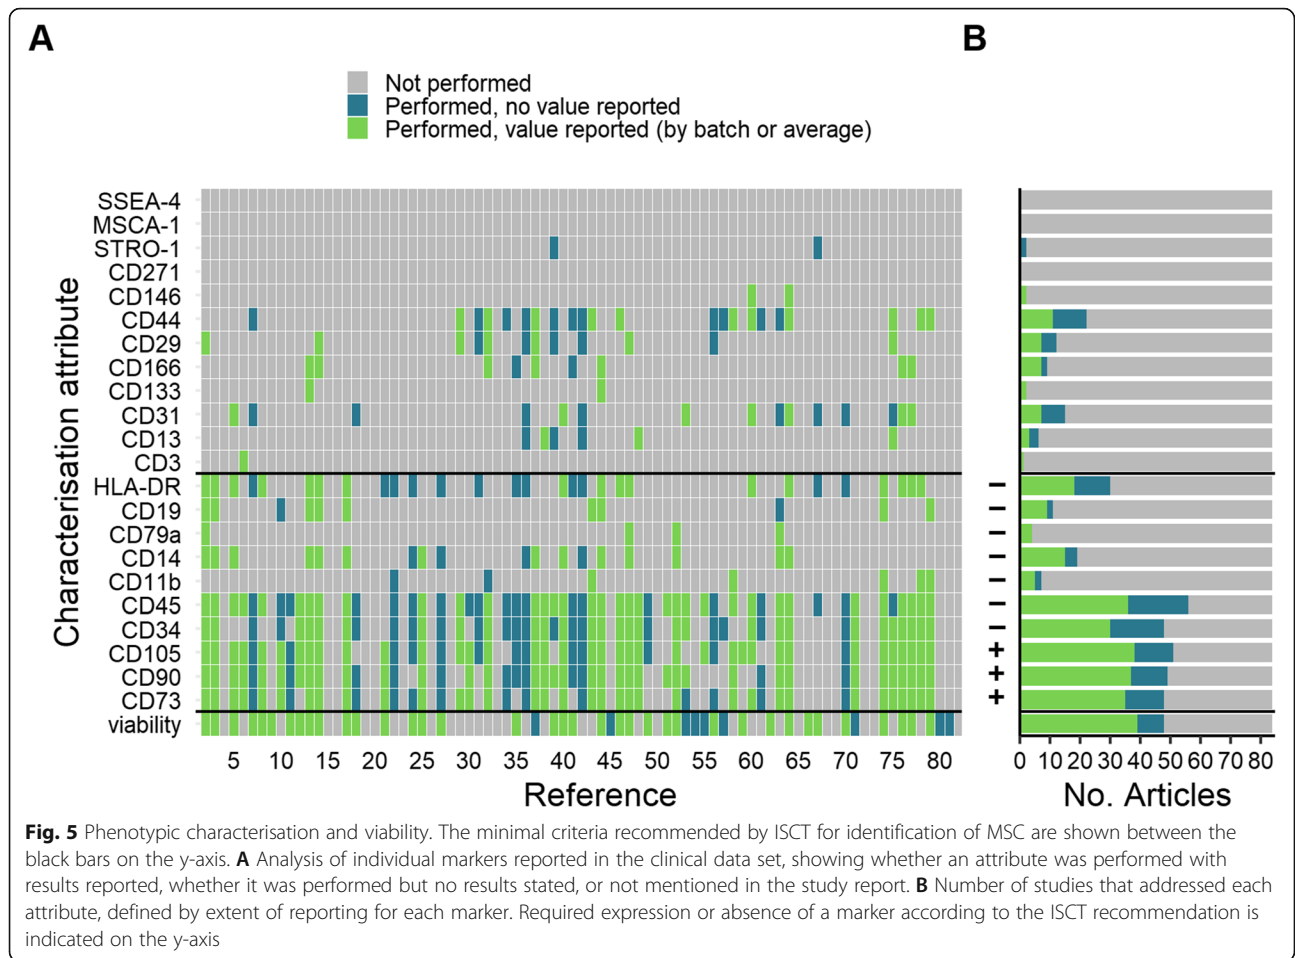 A
B
Not performed
Performed, no value reported
Performed, value reported (by batch or average)
Characterisation attribute
SSEA-4
MSCA-1
STRO-1
CD271
CD146
CD44
CD29
CD166
CD133
CD31
CD13
CD3
HLA-DR −
CD19 −
CD79a −
CD14 −
CD11b −
CD45 −
CD34 −
CD105 +
CD90 +
CD73 +
viability
5 10 15 20 25 30 35 40 45 50 55 60 65 70 75 80
0 10 20 30 40 50 60 70 80
Reference
No. Articles
Fig. 5 Phenotypic characterisation and viability. The minimal criteria recommended by ISCT for identification of MSC are shown between the
black bars on the y-axis. A Analysis of individual markers reported in the clinical data set, showing whether an attribute was performed with
results reported, whether it was performed but no results stated, or not mentioned in the study report. B Number of studies that addressed each
attribute, defined by extent of reporting for each marker. Required expression or absence of a marker according to the ISCT recommendation is
indicated on the y-axis